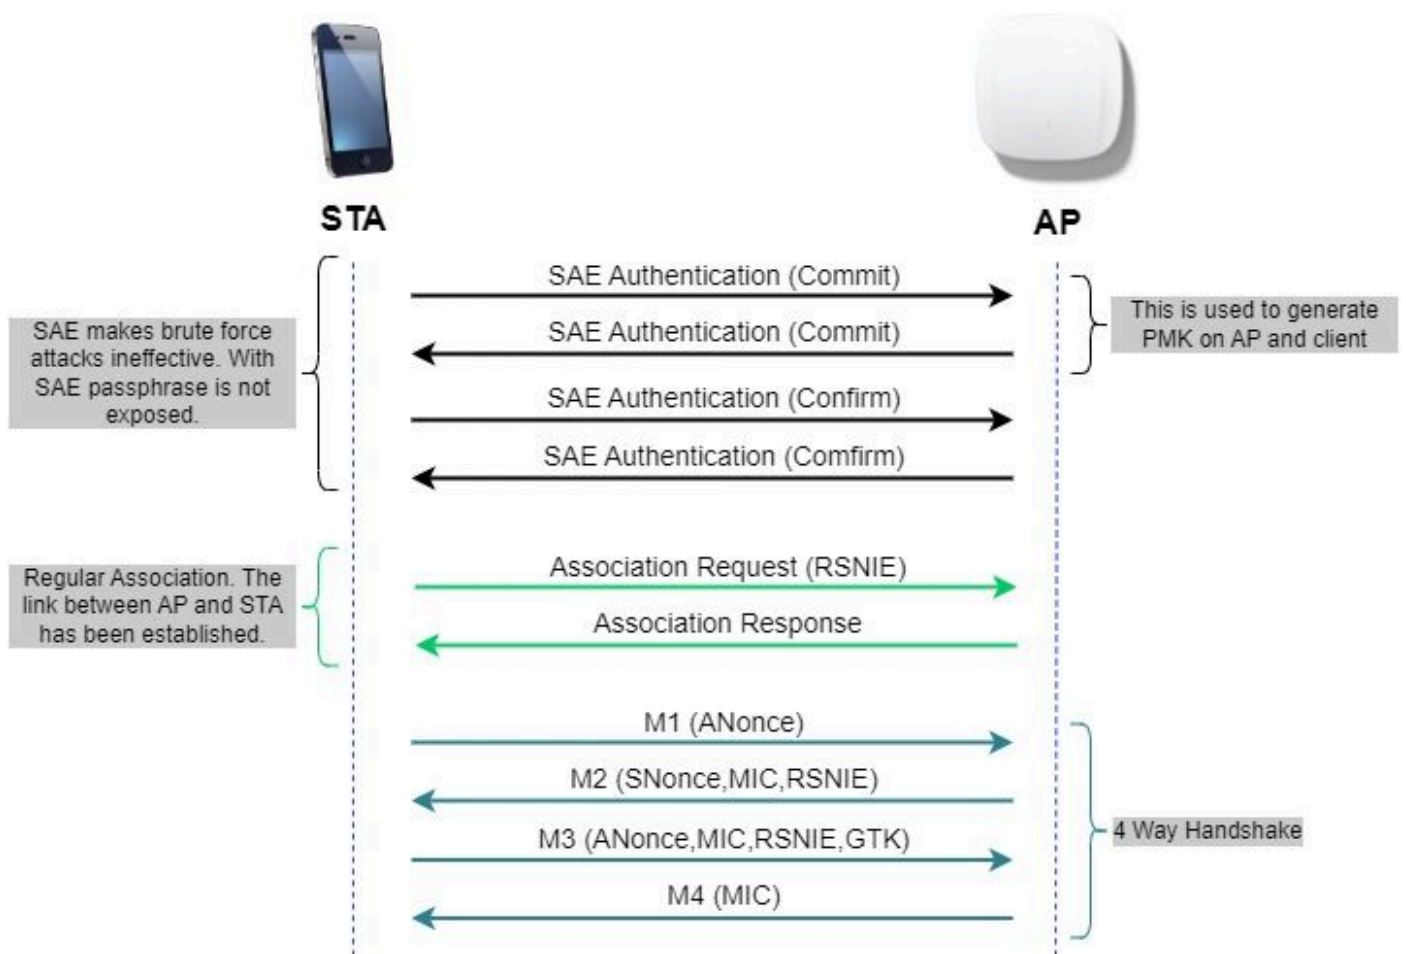 STA
AP
SAE Authentication (Commit)
SAE Authentication (Commit)
SAE Authentication (Confirm)
SAE Authentication (Comfirm)
SAE makes brute force
attacks ineffective. With
SAE passphrase is not
exposed.
This is used to generate
PMK on AP and client
Association Request (RSNIE)
Association Response
Regular Association. The
link between AP and STA
has been established.
M1 (ANonce)
M2 (SNonce,MIC,RSNIE)
M3 (ANonce,MIC,RSNIE,GTK)
M4 (MIC)
4 Way Handshake